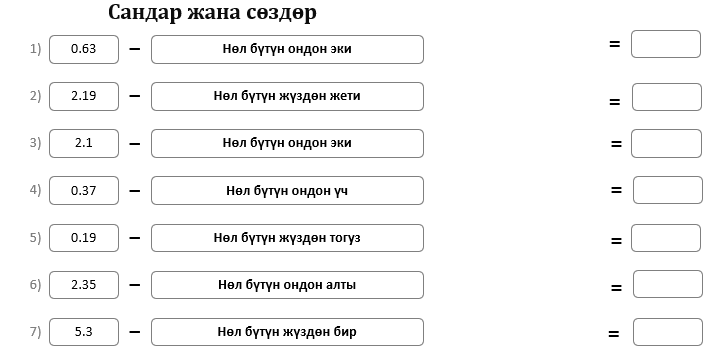 Сандар жана сөздөр
1) 0.63 − Нөл бүтүн ондон эки =
2) 2.19 − Нөл бүтүн жүздөн жети =
3) 2.1 − Нөл бүтүн ондон эки =
4) 0.37 − Нөл бүтүн ондон үч =
5) 0.19 − Нөл бүтүн жүздөн тогуз =
6) 2.35 − Нөл бүтүн ондон алты =
7) 5.3 − Нөл бүтүн жүздөн бир =